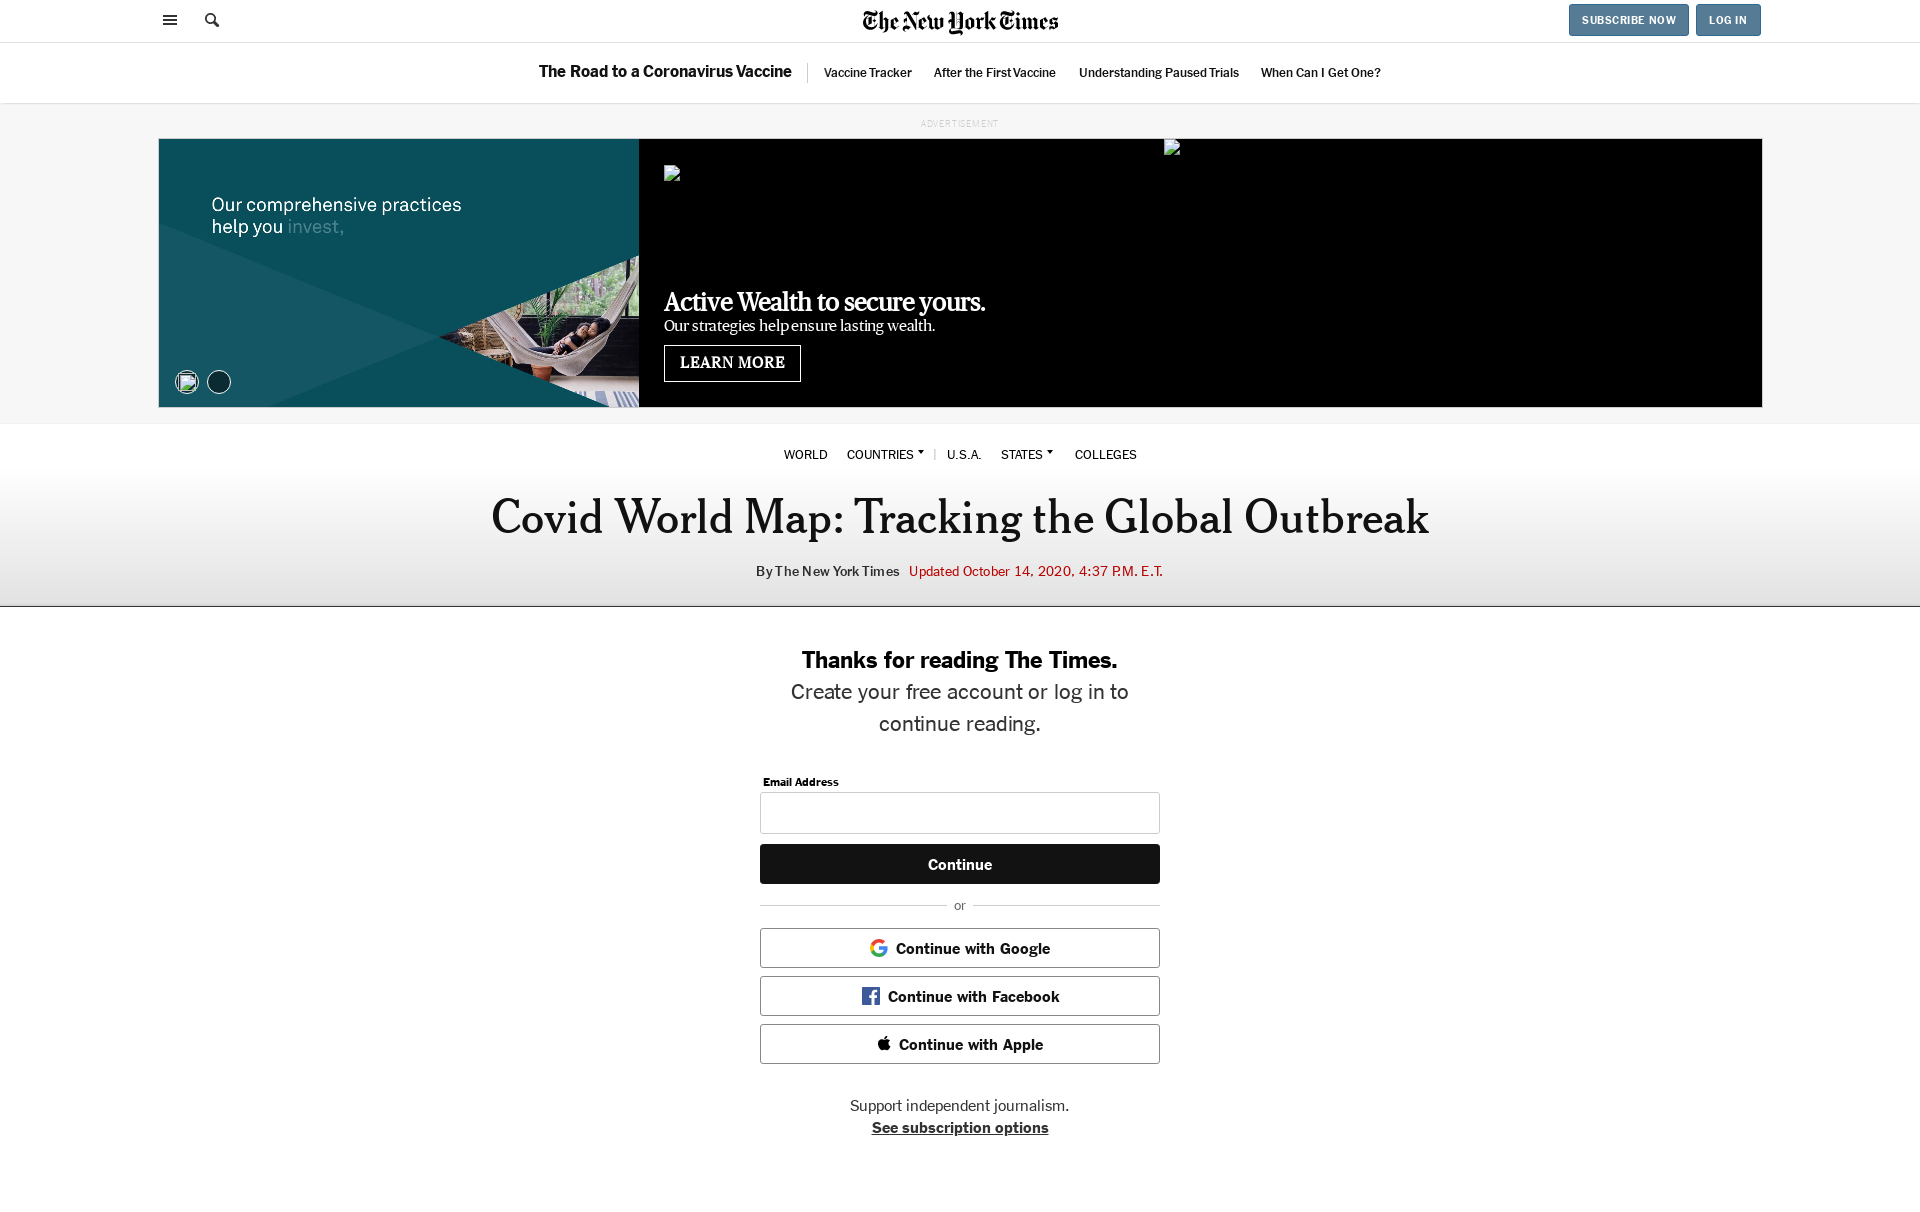 The New York Times
SUBSCRIBE NOW
LOG IN
The Road to a Coronavirus Vaccine
Vaccine Tracker
After the First Vaccine
Understanding Paused Trials
When Can I Get One?
ADVERTISEMENT
Our comprehensive practices
help you invest,
Active Wealth to secure yours.
Our strategies help ensure lasting wealth.
LEARN MORE
WORLD
COUNTRIES
U.S.A.
STATES
COLLEGES
Covid World Map: Tracking the Global Outbreak
By The New York Times Updated October 14, 2020, 4:37 P.M. E.T.
Thanks for reading The Times.
Create your free account or log in to
continue reading.
Email Address
Continue
or
Continue with Google
Continue with Facebook
Continue with Apple
Support independent journalism.
See subscription options